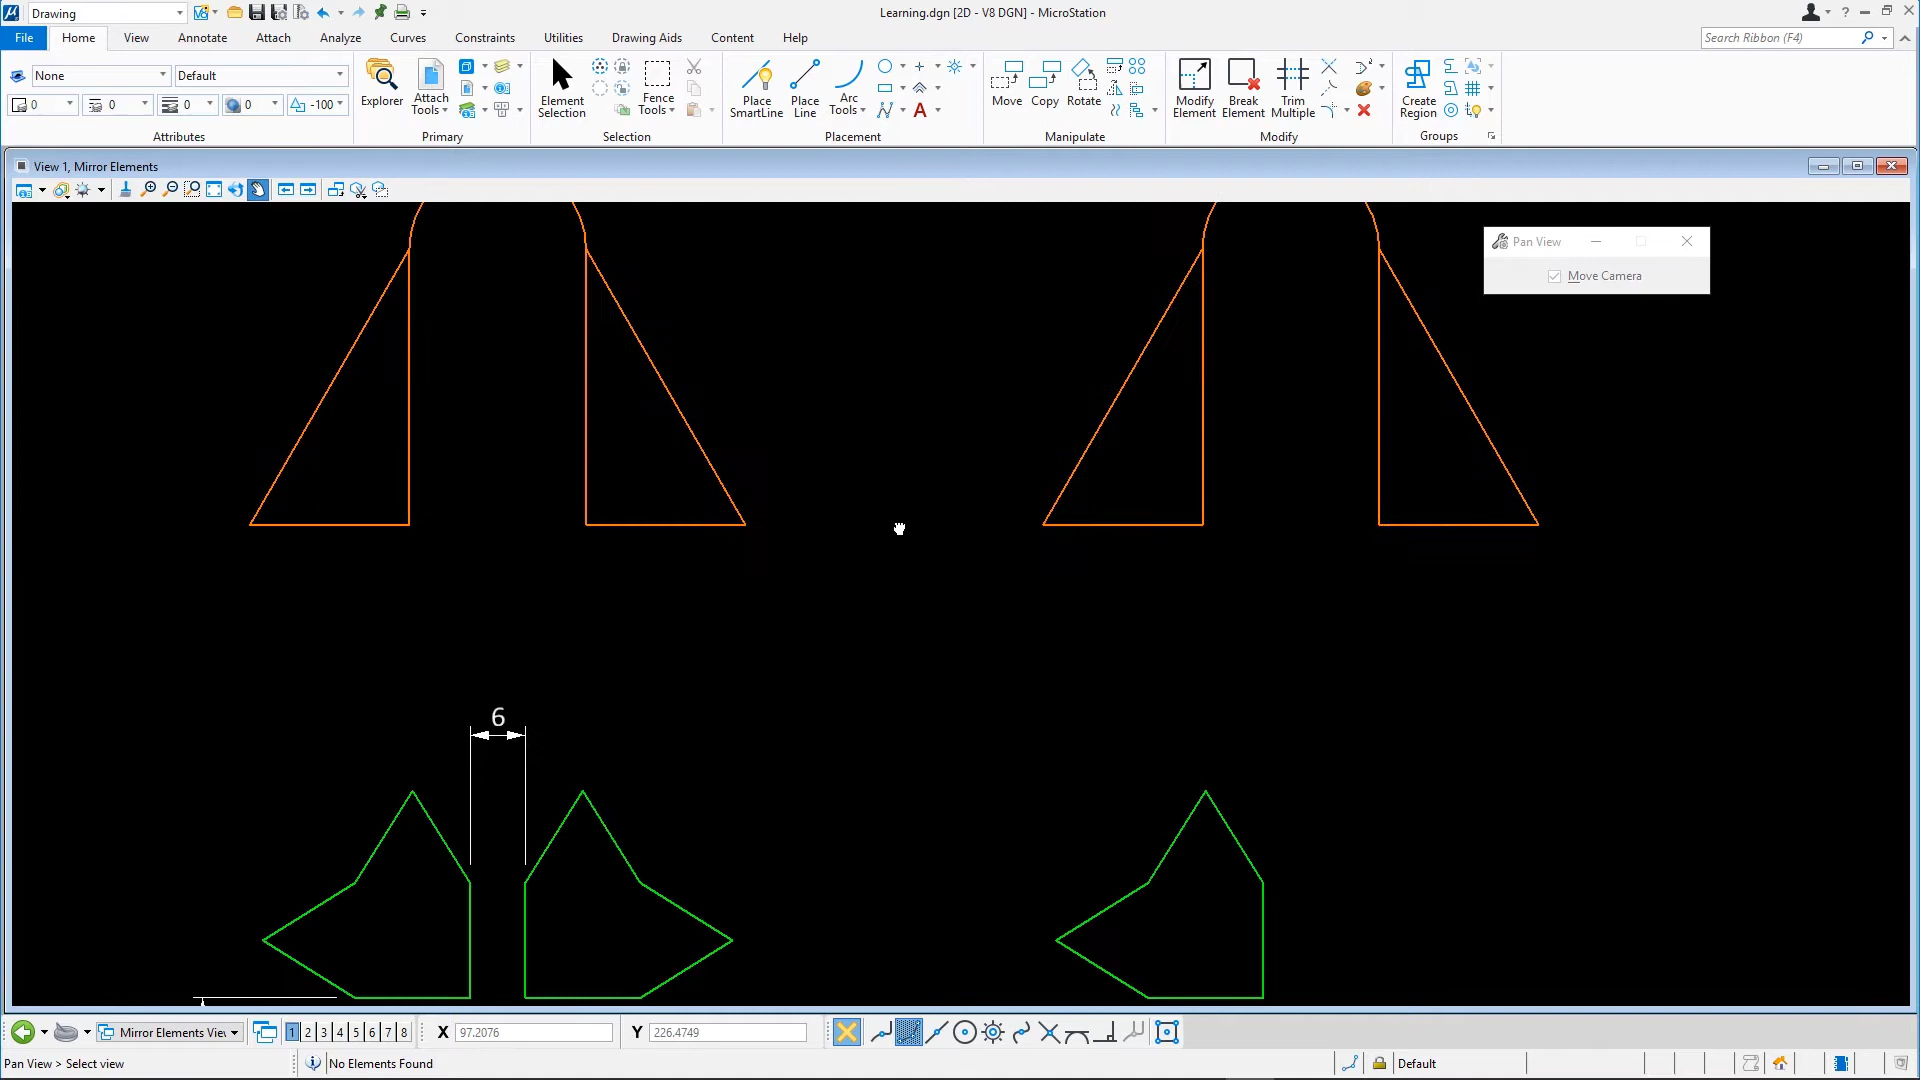 Drawing
Learning.dgn [2D - V8 DGN] - MicroStation
File Home View Annotate Attach Analyze Curves Constraints Utilities Drawing Aids Content Help
Search Ribbon (F4)
None Default
0 0 0 0 -100
Explorer Attach Tools
Element Selection Fence Tools
Place SmartLine Place Line Arc Tools
Move Copy Rotate
Modify Element Break Element Trim Multiple
Create Region
Attributes Primary Selection Placement Manipulate Modify Groups
View 1, Mirror Elements
Pan View
Move Camera
6
Mirror Elements Viev 1 2 3 4 5 6 7 8 X 97.2076 Y 226.4749
Pan View > Select view No Elements Found Default